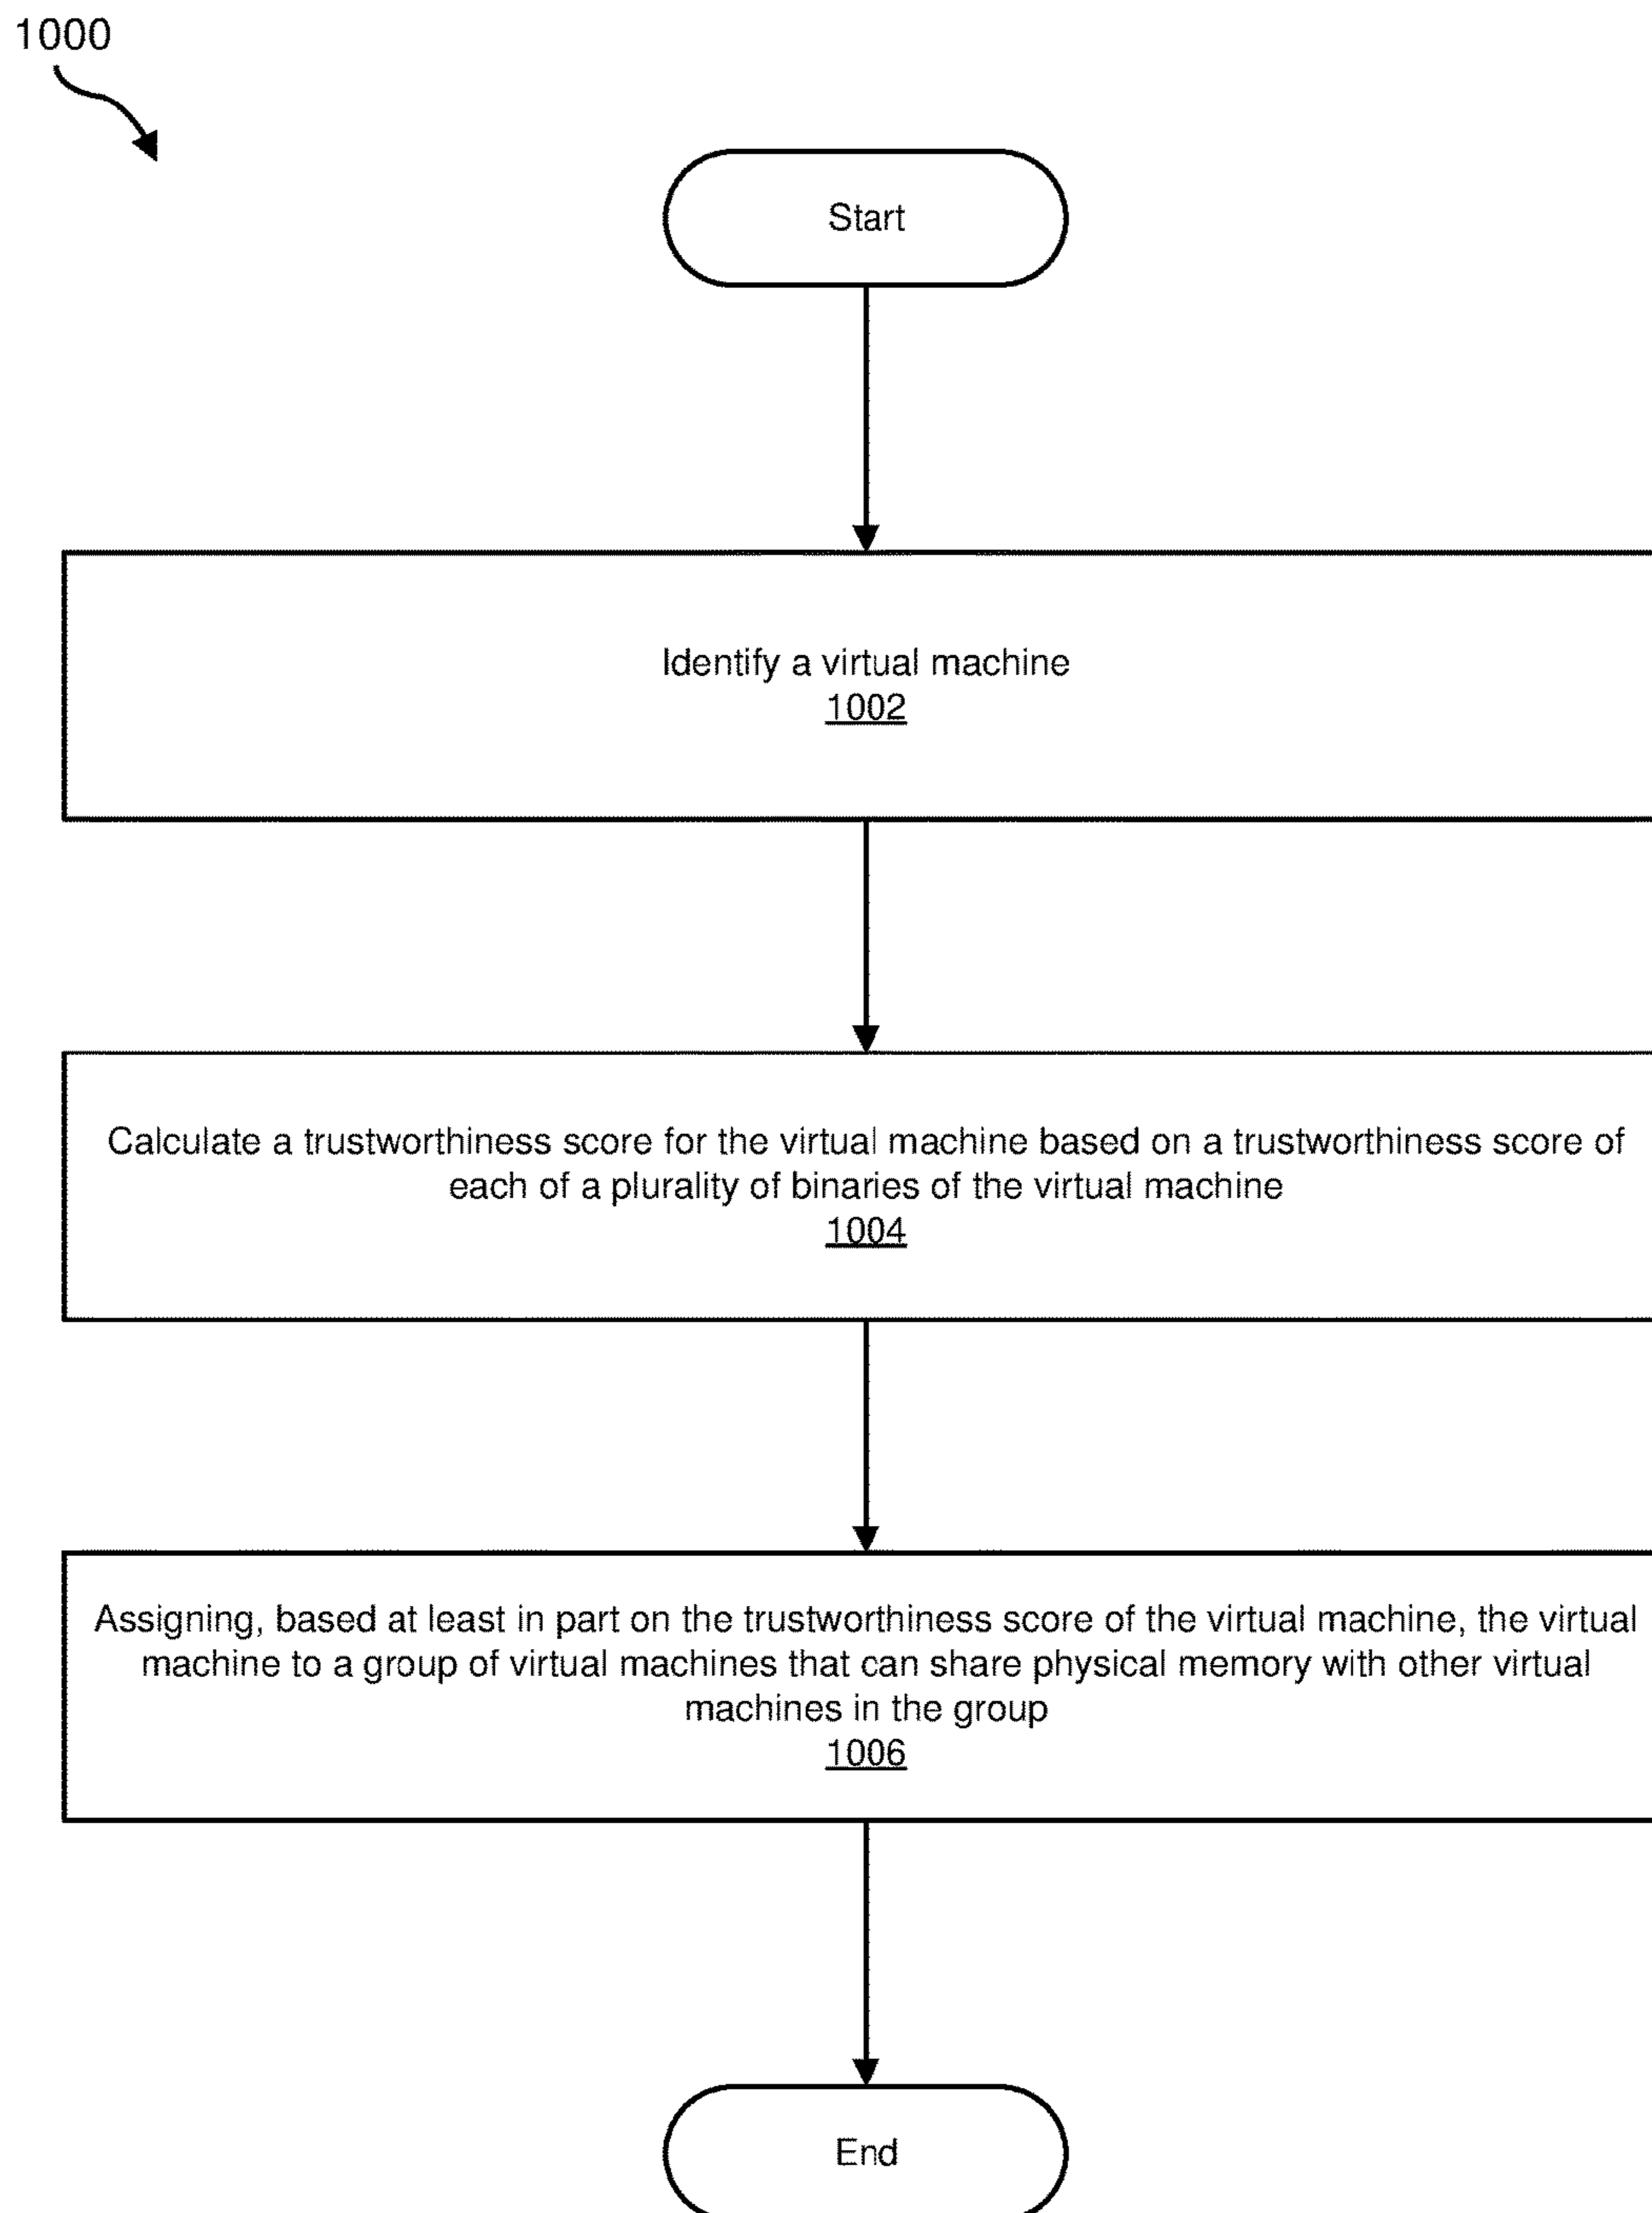 1000
Start
Identify a virtual machine
1002
Calculate a trustworthiness score for the virtual machine based on a trustworthiness score of
each of a plurality of binaries of the virtual machine
1004
Assigning, based at least in part on the trustworthiness score of the virtual machine, the virtual
machine to a group of virtual machines that can share physical memory with other virtual
machines in the group
1006
End